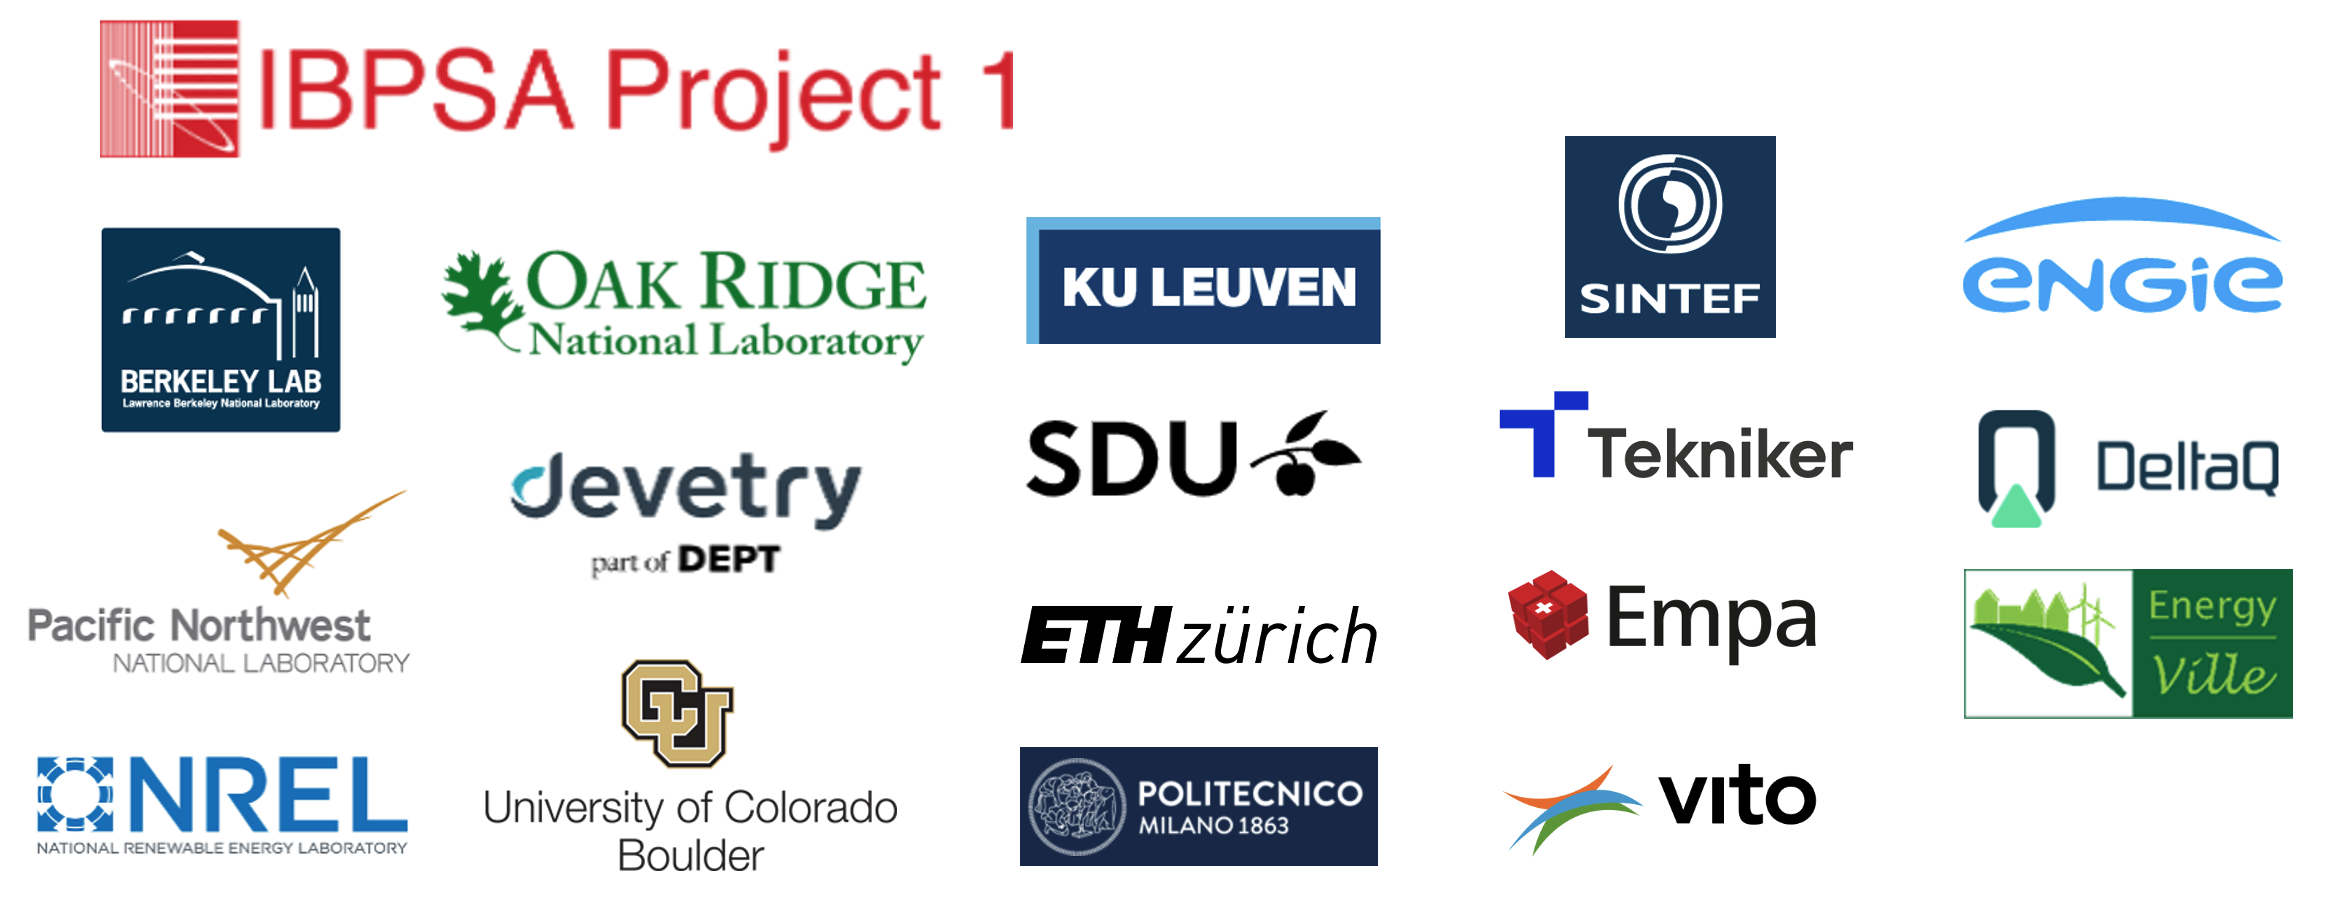 IBPSA Project 1
BERKELEY LAB
Lawrence Berkeley National Laboratory
Pacific Northwest
NATIONAL LABORATORY
NREL
NATIONAL RENEWABLE ENERGY LABORATORY
OAK RIDGE
National Laboratory
devetry
part of DEPT
CU
University of Colorado
Boulder
KU LEUVEN
SDU
ETH zürich
POLITECNICO
MILANO 1863
SINTEF
Tekniker
Empa
vito
ENGIE
DeltaQ
Energy
Ville